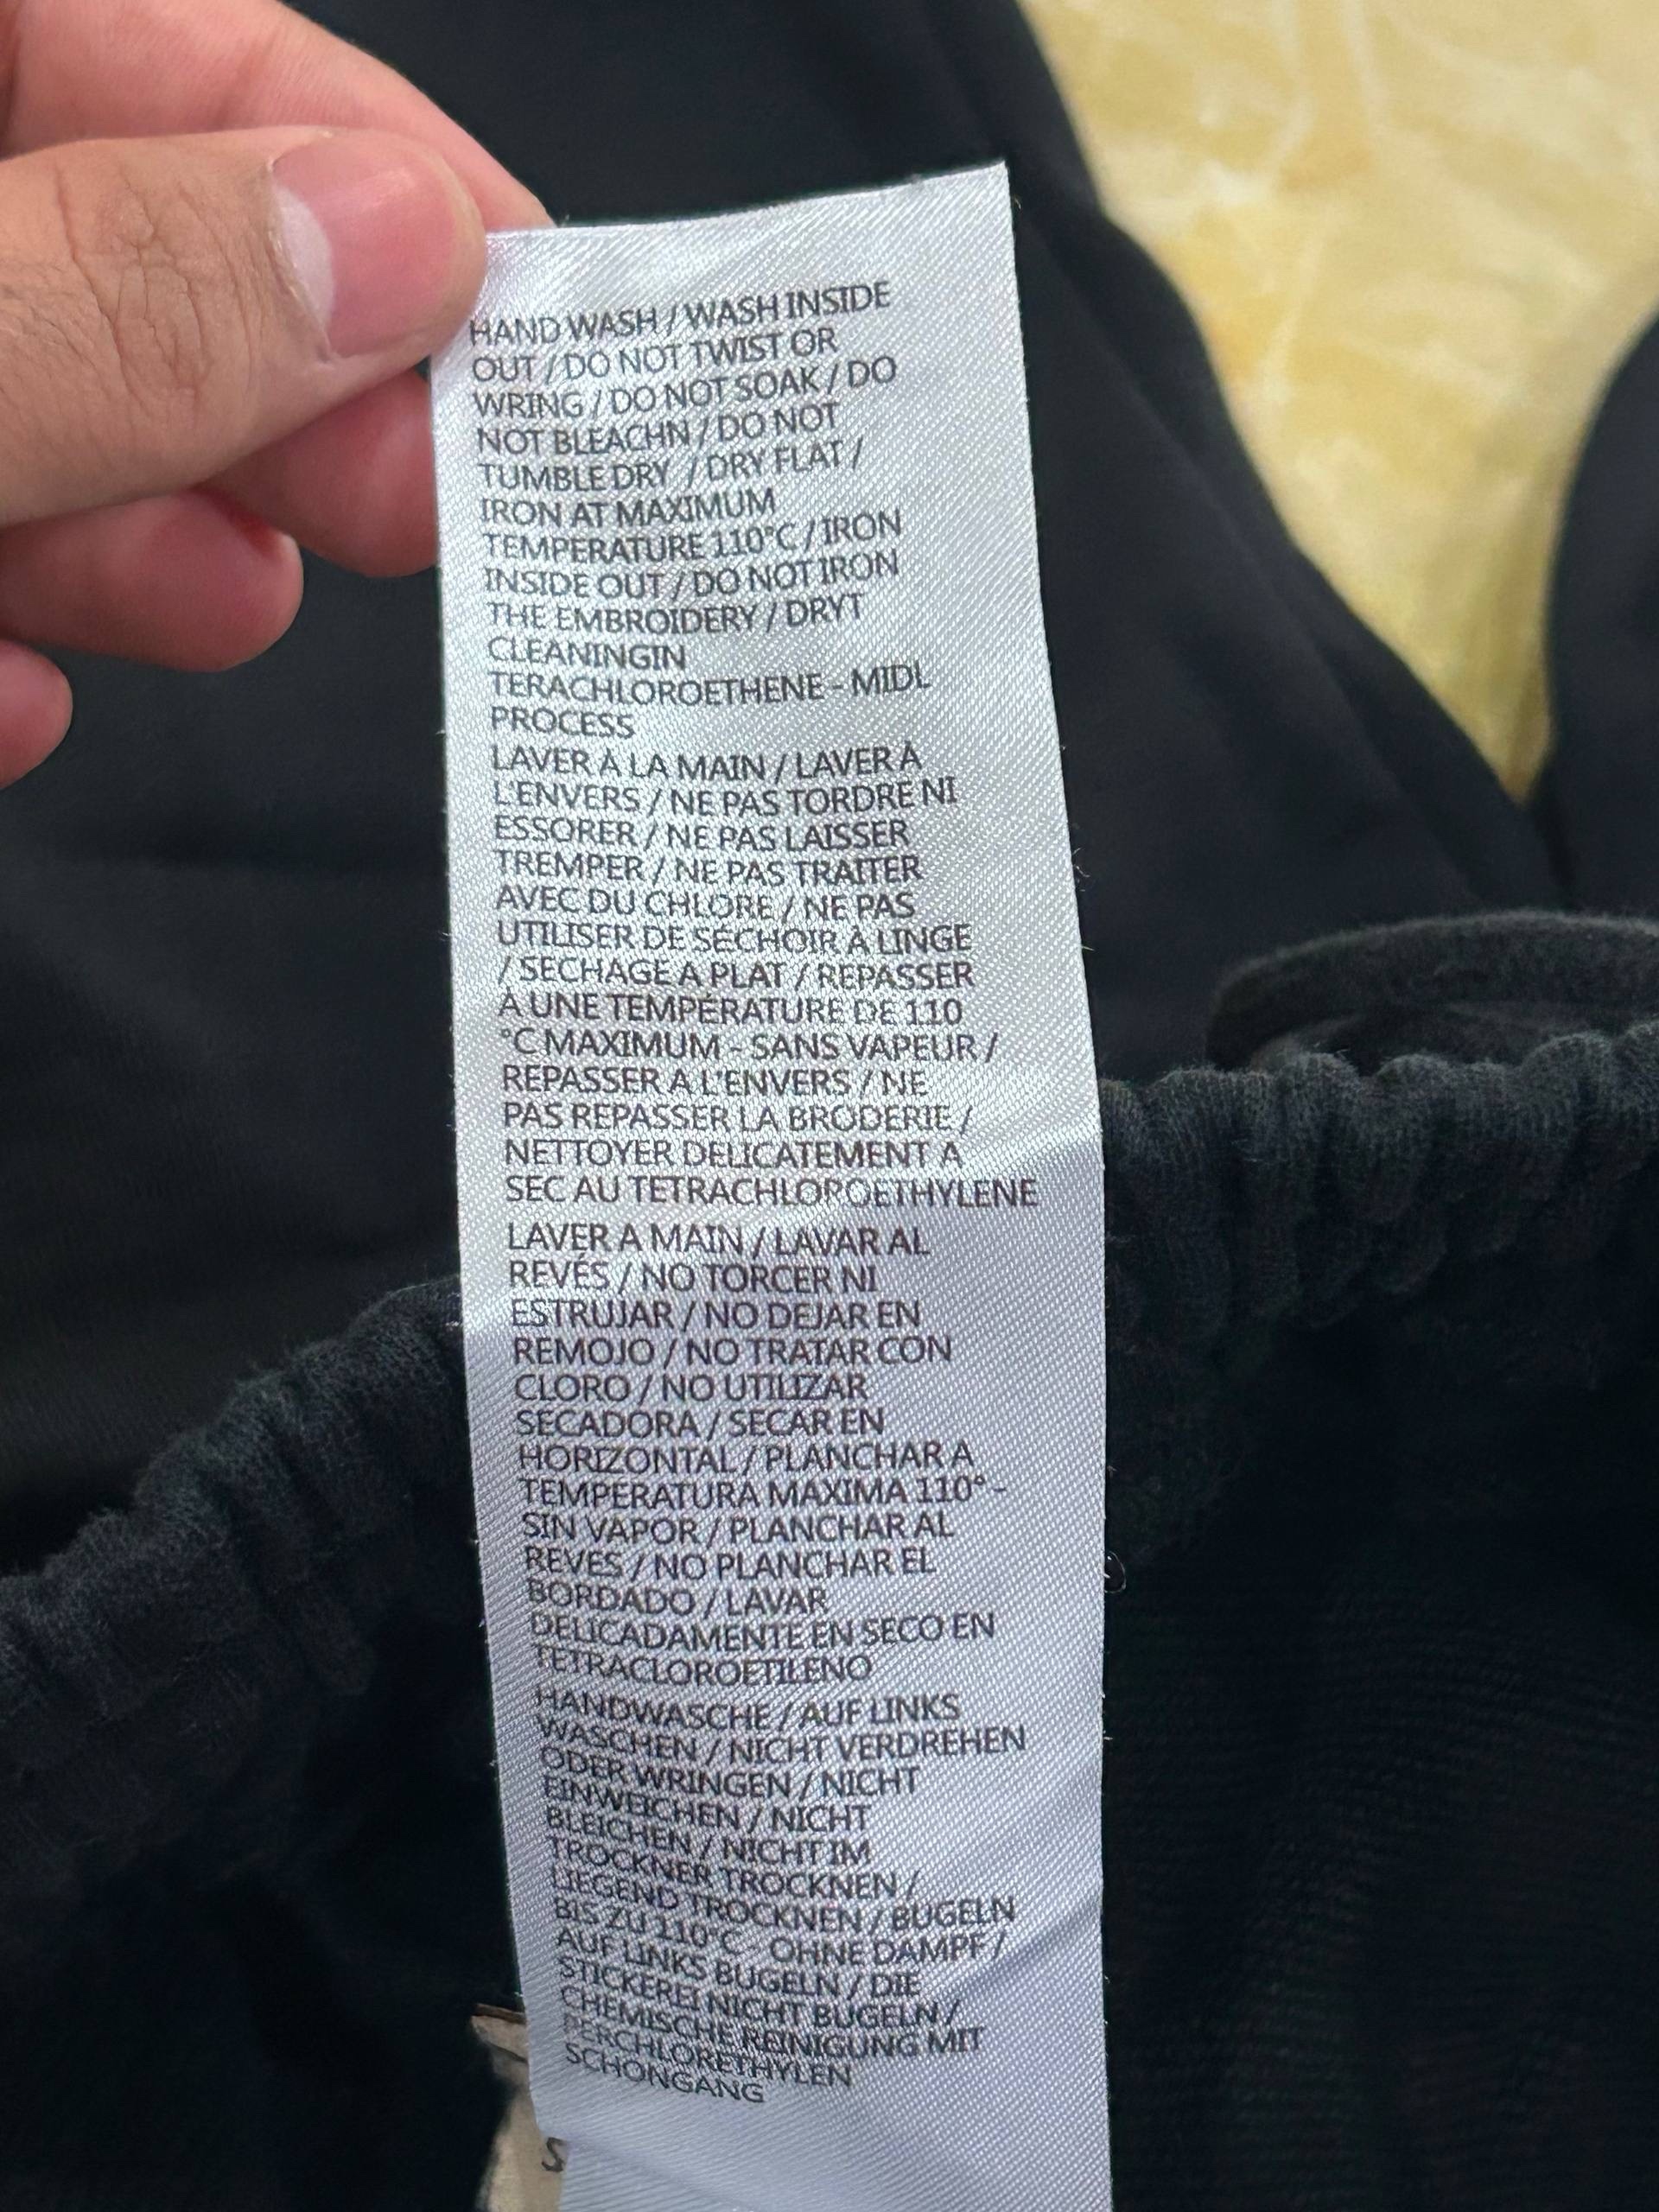 HAND WASH / WASH INSIDE
OUT / DO NOT TWIST OR
WRING / DO NOT SOAK / DO
NOT BLEACHN / DO NOT
TUMBLE DRY / DRY FLAT /
IRON AT MAXIMUM
TEMPERATURE 110°C / IRON
INSIDE OUT / DO NOT IRON
THE EMBROIDERY / DRYT
CLEANINGIN
TERACHLOROETHENE - MIDL
PROCESS
LAVER À LA MAIN / LAVER À
L'ENVERS / NE PAS TORDRE NI
ESSORER / NE PAS LAISSER
TREMPER / NE PAS TRAITER
AVEC DU CHLORE / NE PAS
UTILISER DE SÉCHOIR À LINGE
/ SECHAGE A PLAT / REPASSER
À UNE TEMPÉRATURE DE 110
°C MAXIMUM - SANS VAPEUR /
REPASSER A L'ENVERS / NE
PAS REPASSER LA BRODERIE /
NETTOYER DELICATEMENT A
SEC AU TETRACHLOROETHYLENE
LAVER A MAIN / LAVAR AL
REVÉS / NO TORCER NI
ESTRUJAR / NO DEJAR EN
REMOJO / NO TRATAR CON
CLORO / NO UTILIZAR
SECADORA / SECAR EN
HORIZONTAL / PLANCHAR A
TEMPERATURA MAXIMA 110° -
SIN VAPOR / PLANCHAR AL
REVES / NO PLANCHAR EL
BORDADO / LAVAR
DELICADAMENTE EN SECO EN
TETRACLOROETILENO
HANDWASCHE / AUF LINKS
WASCHEN / NICHT VERDREHEN
ODER WRINGEN / NICHT
EINWEICHEN / NICHT
BLEICHEN / NICHT IM
TROCKNER TROCKNEN /
LIEGEND TROCKNEN / BUGELN
BIS ZU 110°C - OHNE DAMPF /
AUF LINKS BUGELN / DIE
STICKEREI NICHT BUGELN /
CHEMISCHE REINIGUNG MIT
PERCHLORETHYLEN
SCHONGANG